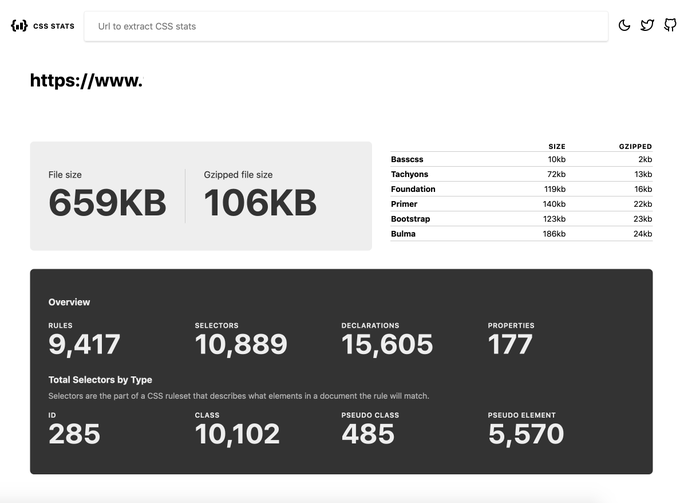 CSS STATS
Url to extract CSS stats
https://www.
File size
659KB
Gzipped file size
106KB
SIZE GZIPPED
Basscss 10kb 2kb
Tachyons 72kb 13kb
Foundation 119kb 16kb
Primer 140kb 22kb
Bootstrap 123kb 23kb
Bulma 186kb 24kb
Overview
RULES SELECTORS DECLARATIONS PROPERTIES
9,417 10,889 15,605 177
Total Selectors by Type
Selectors are the part of a CSS ruleset that describes what elements in a document the rule will match.
ID CLASS PSEUDO CLASS PSEUDO ELEMENT
285 10,102 485 5,570